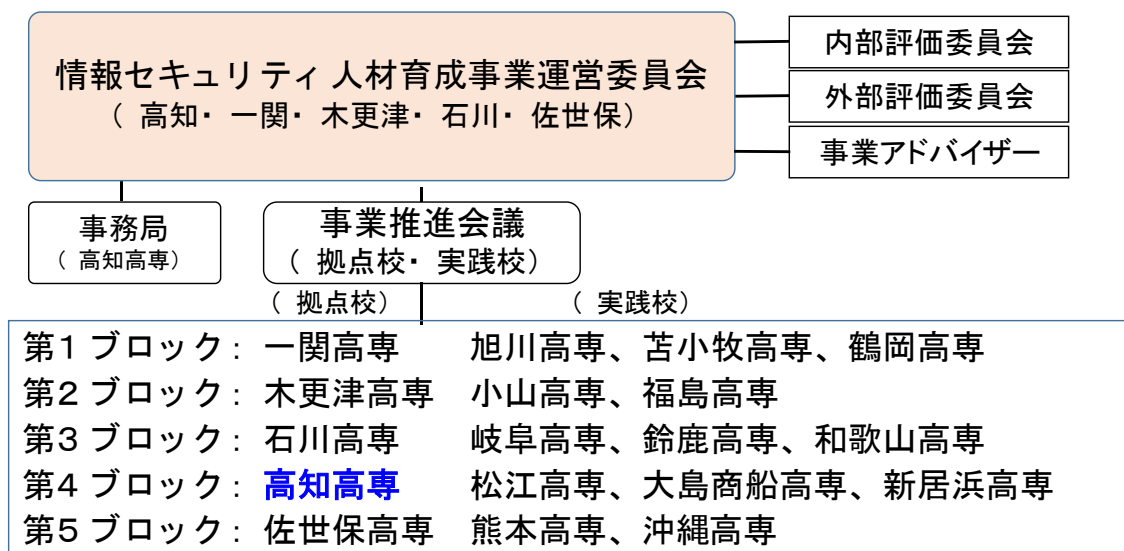 情報セキュリティ人材育成事業運営委員会
（ 高知・ 一関・ 木更津・ 石川・ 佐世保）
内部評価委員会
外部評価委員会
事業アドバイザー
事務局
（ 高知高専）
事業推進会議
（ 拠点校・ 実践校）
（ 拠点校） （ 実践校）
第1 ブロック： 一関高専 旭川高専、苫小牧高専、鶴岡高専
第2 ブロック： 木更津高専 小山高専、福島高専
第3 ブロック： 石川高専 岐阜高専、鈴鹿高専、和歌山高専
第4 ブロック： 高知高専 松江高専、大島商船高専、新居浜高専
第5 ブロック： 佐世保高専 熊本高専、沖縄高専